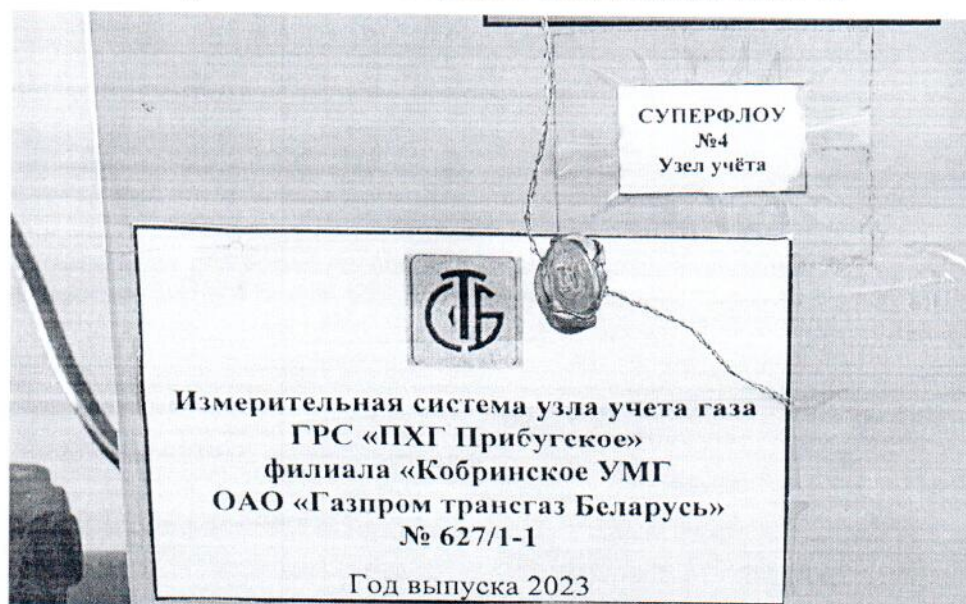 СУПЕРФЛОУ
№4
Узел учёта
СТБ
Измерительная система узла учета газа
ГРС «ПХГ Прибугское»
филиала «Кобринское УМГ
ОАО «Газпром трансгаз Беларусь»
№ 627/1-1
Год выпуска 2023